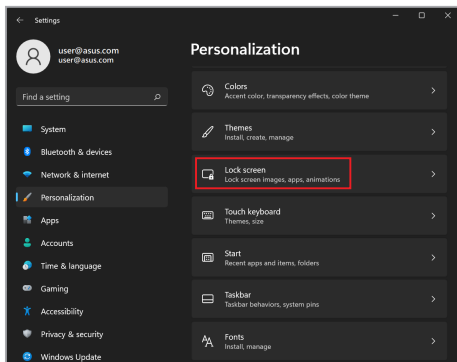 Settings
user@asus.com
user@asus.com
Find a setting
System
Bluetooth & devices
Network & internet
Personalization
Apps
Accounts
Time & language
Gaming
Accessibility
Privacy & security
Windows Update
Personalization
Colors
Accent color, transparency effects, color theme
Themes
Install, create, manage
Lock screen
Lock screen images, apps, animations
Touch keyboard
Themes, size
Start
Recent apps and items, folders
Taskbar
Taskbar behaviors, system pins
Fonts
Install, manage